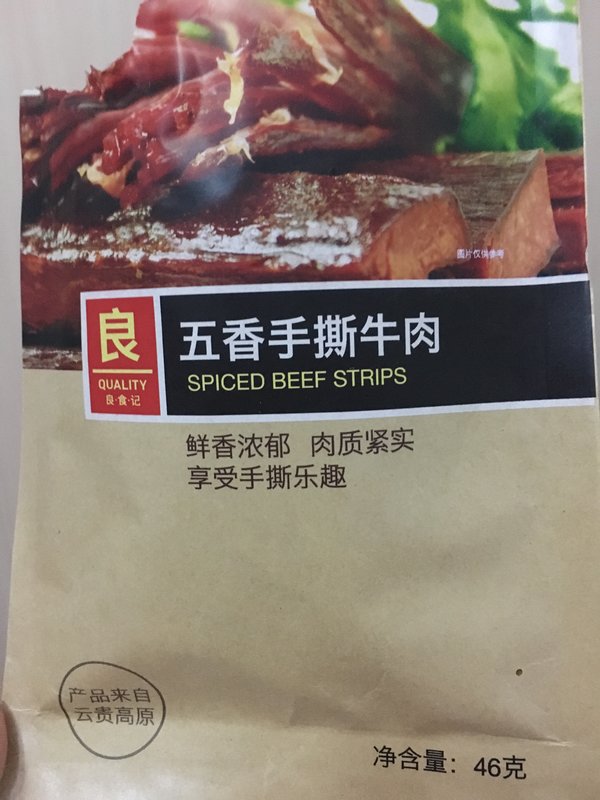 图片仅供参考
良
QUALITY
良·食·记
五香手撕牛肉
SPICED BEEF STRIPS
鲜香浓郁 肉质紧实
享受手撕乐趣
产品来自
云贵高原
净含量：46克